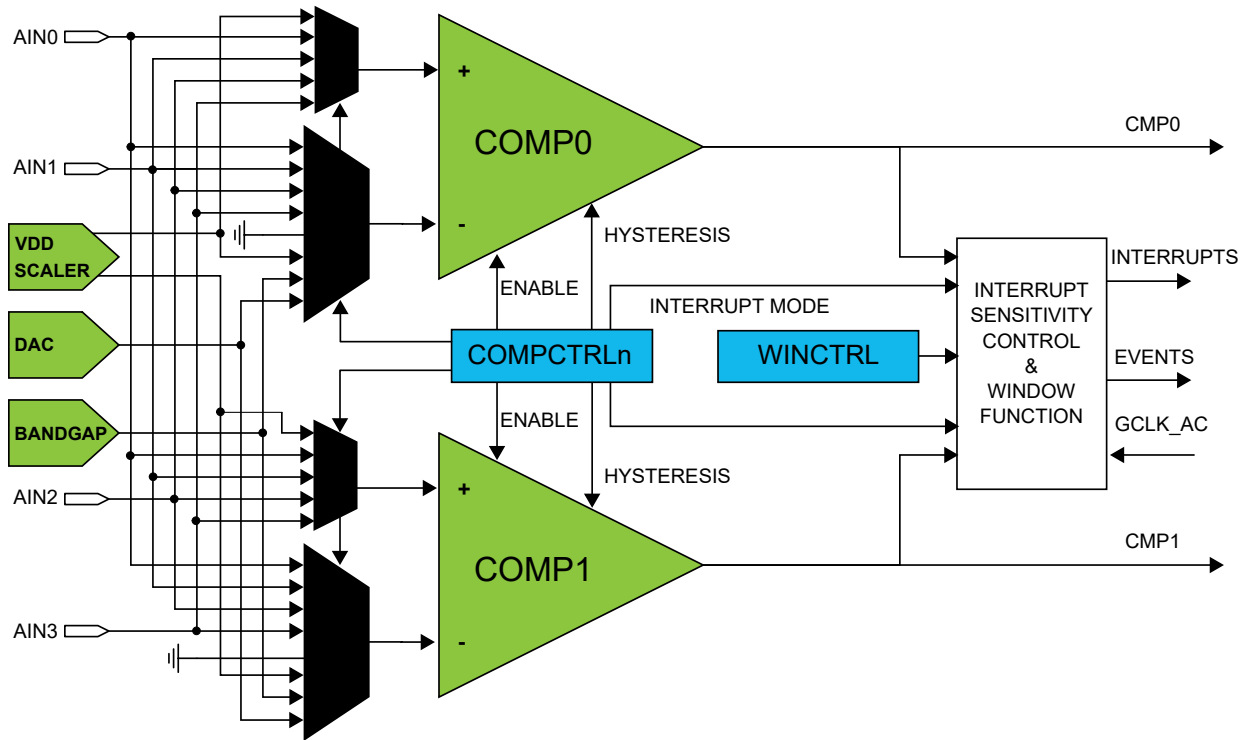 AIN0
+
COMP0
CMP0
AIN1
-
HYSTERESIS
VDD
SCALER
ENABLE
INTERRUPT MODE
INTERRUPTS
INTERRUPT
SENSITIVITY
CONTROL
&
WINDOW
FUNCTION
DAC
COMPCTRLn
WINCTRL
EVENTS
ENABLE
GCLK_AC
BANDGAP
HYSTERESIS
AIN2
+
COMP1
CMP1
AIN3
-